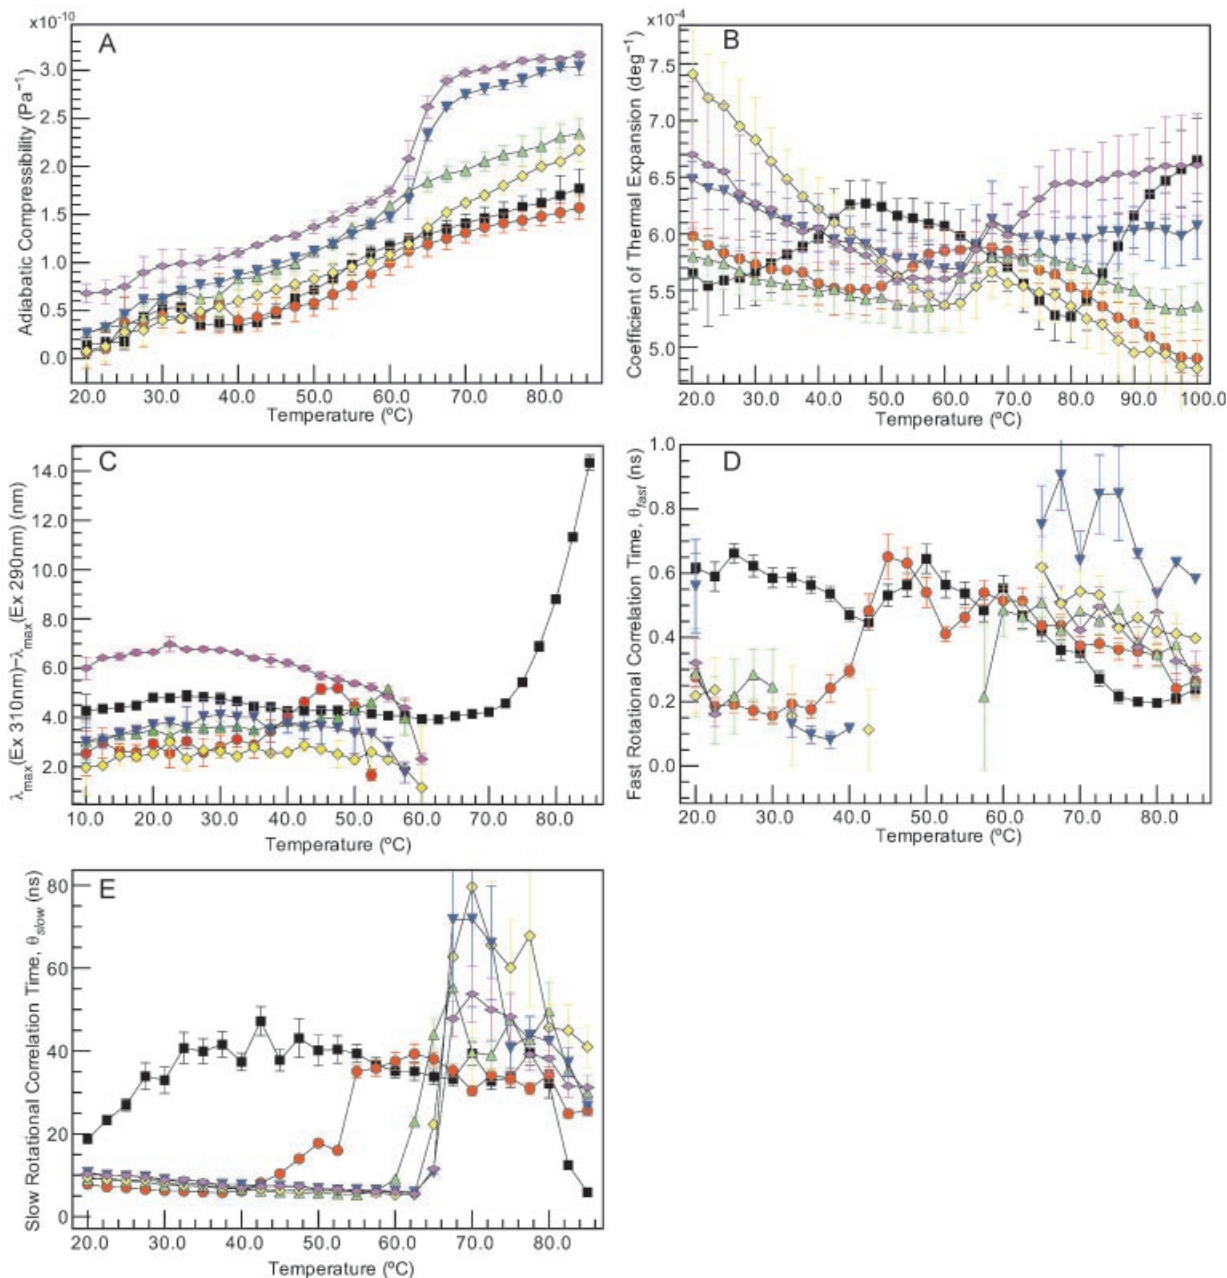 x10-10
A
Adiabatic Compressibility (Pa−1)
3.0
2.5
2.0
1.5
1.0
0.5
0.0
20.0 30.0 40.0 50.0 60.0 70.0 80.0
Temperature (ºC)
x10-4
B
Coefficient of Thermal Expansion (deg−1)
7.5
7.0
6.5
6.0
5.5
5.0
20.0 30.0 40.0 50.0 60.0 70.0 80.0 90.0 100.0
Temperature (ºC)
C
λmax(Ex 310nm)−λmax(Ex 290nm) (nm)
14.0
12.0
10.0
8.0
6.0
4.0
2.0
10.0 20.0 30.0 40.0 50.0 60.0 70.0 80.0
Temperature (ºC)
D
Fast Rotational Correlation Time, θfast (ns)
1.0
0.8
0.6
0.4
0.2
0.0
20.0 30.0 40.0 50.0 60.0 70.0 80.0
Temperature (ºC)
E
Slow Rotational Correlation Time, θslow (ns)
80
60
40
20
0
20.0 30.0 40.0 50.0 60.0 70.0 80.0
Temperature (ºC)